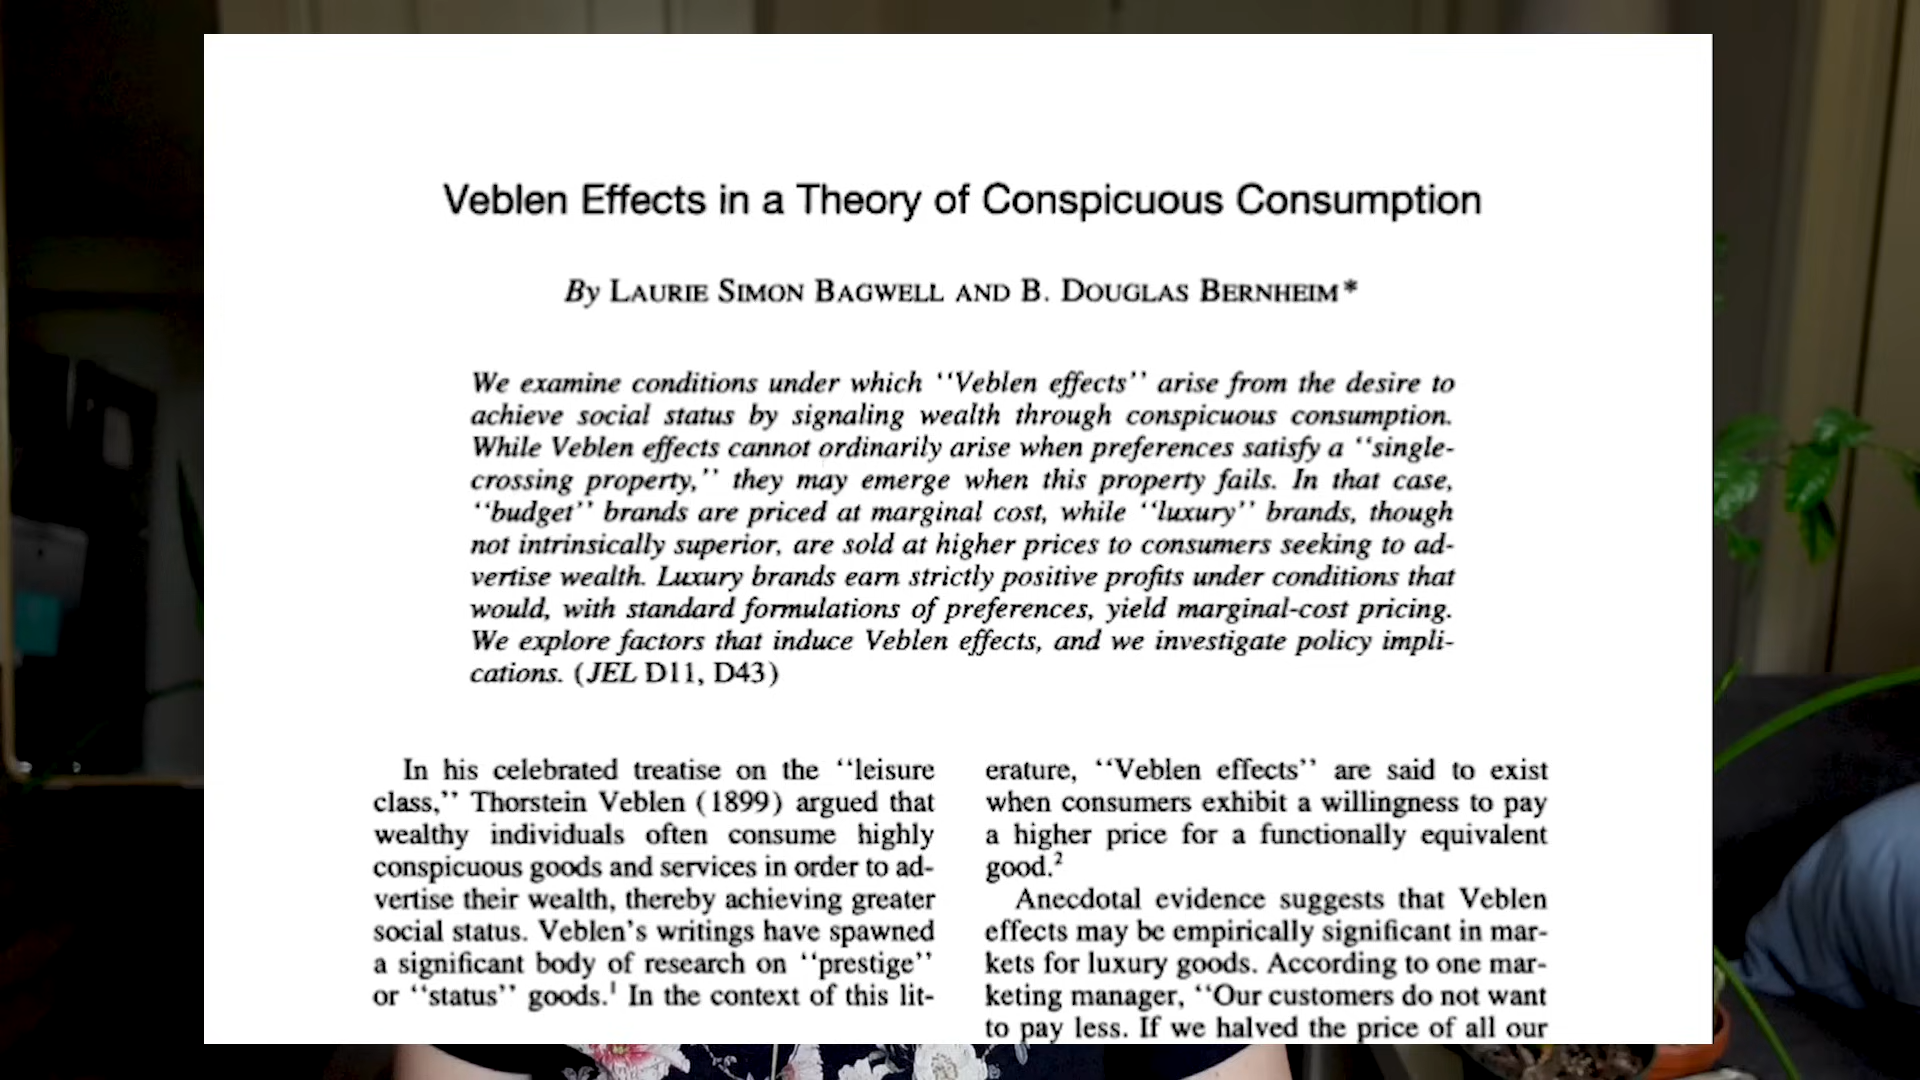 Veblen Effects in a Theory of Conspicuous Consumption
By LAURIE SIMON BAGWELL AND B. DOUGLAS BERNHEIM*
We examine conditions under which ‘‘Veblen effects’’ arise from the desire to
achieve social status by signaling wealth through conspicuous consumption.
While Veblen effects cannot ordinarily arise when preferences satisfy a ‘‘single-
crossing property,’’ they may emerge when this property fails. In that case,
‘‘budget’’ brands are priced at marginal cost, while ‘‘luxury’’ brands, though
not intrinsically superior, are sold at higher prices to consumers seeking to ad-
vertise wealth. Luxury brands earn strictly positive profits under conditions that
would, with standard formulations of preferences, yield marginal-cost pricing.
We explore factors that induce Veblen effects, and we investigate policy impli-
cations. (JEL D11, D43)
In his celebrated treatise on the ‘‘leisure
class,’’ Thorstein Veblen (1899) argued that
wealthy individuals often consume highly
conspicuous goods and services in order to ad-
vertise their wealth, thereby achieving greater
social status. Veblen’s writings have spawned
a significant body of research on ‘‘prestige’’
or ‘‘status’’ goods.¹ In the context of this lit-
erature, ‘‘Veblen effects’’ are said to exist
when consumers exhibit a willingness to pay
a higher price for a functionally equivalent
good.²
Anecdotal evidence suggests that Veblen
effects may be empirically significant in mar-
kets for luxury goods. According to one mar-
keting manager, ‘‘Our customers do not want
to pay less. If we halved the price of all our